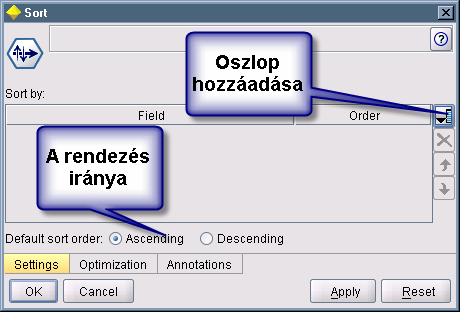 Sort
Oszlop
hozzáadása
Sort by:
Field Order
A rendezés
iránya
Default sort order: Ascending Descending
Settings Optimization Annotations
OK Cancel Apply Reset